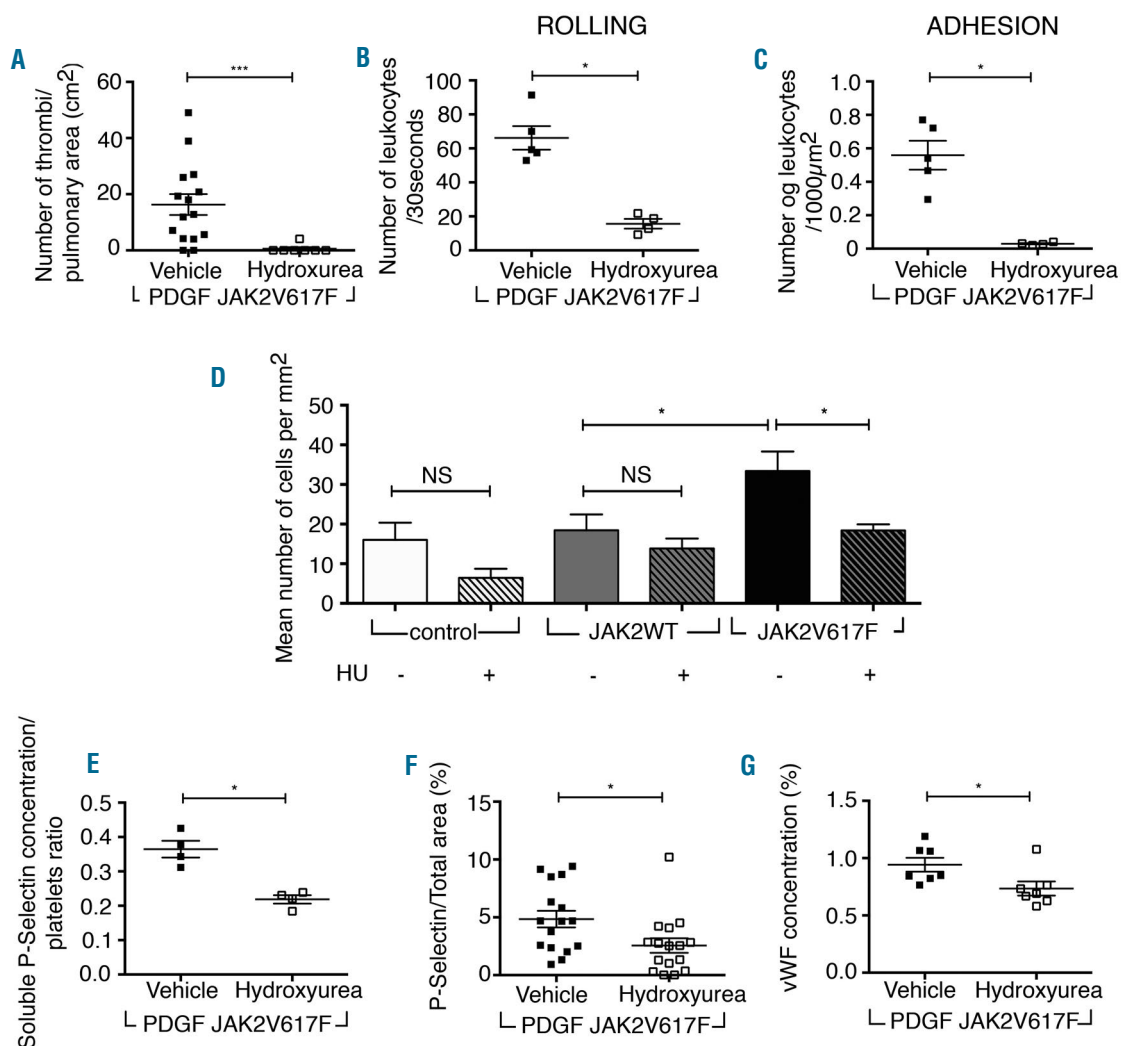 ROLLING
ADHESION
A
Number of thrombi/
pulmonary area (cm2)
60
40
20
0
***
Vehicle
Hydroxyurea
PDGF JAK2V617F
B
Number of leukocytes
/30seconds
100
80
60
40
20
0
*
Vehicle
Hydroxyurea
PDGF JAK2V617F
C
Number og leukocytes
/1000µm2
1.0
0.8
0.6
0.4
0.2
0
*
Vehicle
Hydroxyurea
PDGF JAK2V617F
D
Mean number of cells per mm2
50
40
30
20
10
0
NS
NS
*
*
control
JAK2WT
JAK2V617F
HU - + - + - +
E
Soluble P-Selectin concentration/
platelets ratio
0.5
0.4
0.3
0.2
0.1
0.0
*
Vehicle
Hydroxyurea
PDGF JAK2V617F
F
P-Selectin/Total area (%)
15
10
5
0
*
Vehicle
Hydroxyurea
PDGF JAK2V617F
G
vWF concentration (%)
1.5
1.0
0.5
0.0
*
Vehicle
Hydroxyurea
PDGF JAK2V617F